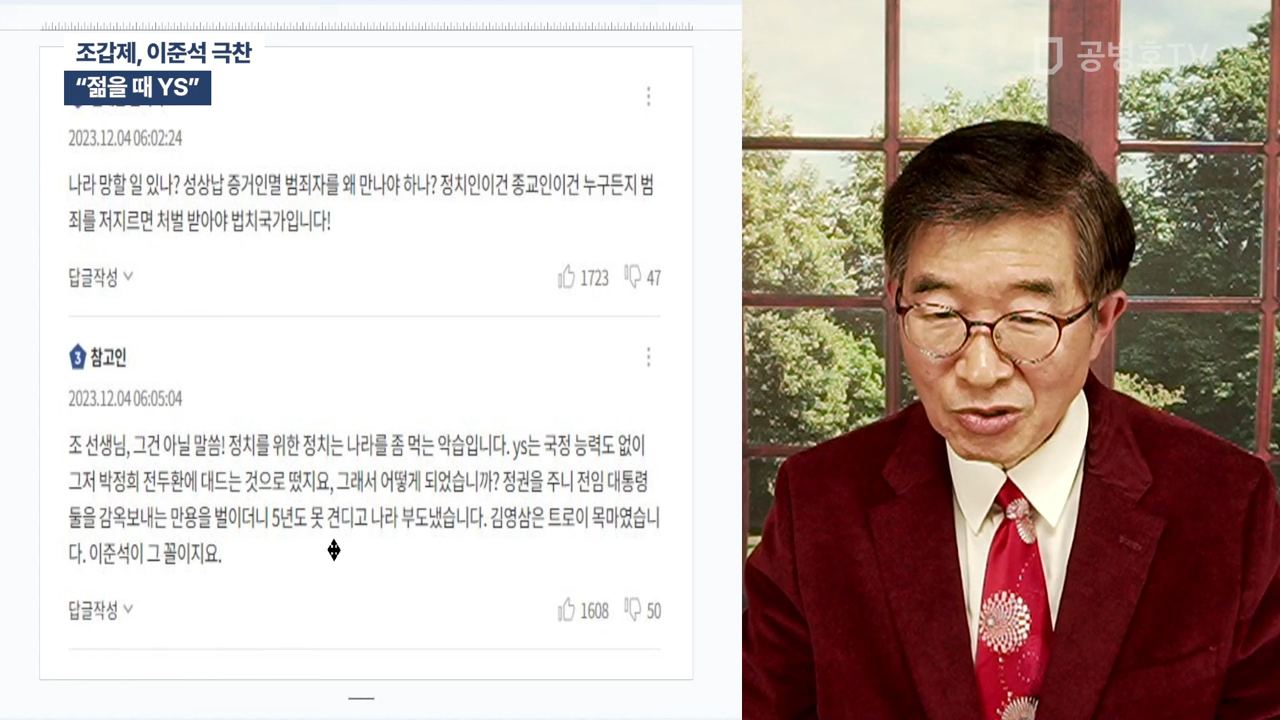 조갑제, 이준석 극찬
“젊을 때 YS”
공병호TV
2023.12.04 06:02:24
나라 망할 일 있나? 성상납 증거인멸 범죄자를 왜 만나야 하나? 정치인이건 종교인이건 누구든지 범
죄를 저지르면 처벌 받아야 법치국가입니다!
답글작성
1723
47
3 참고인
2023.12.04 06:05:04
조 선생님, 그건 아닐 말씀! 정치를 위한 정치는 나라를 좀 먹는 악습입니다. ys는 국정 능력도 없이
그저 박정희 전두환에 대드는 것으로 떴지요, 그래서 어떻게 되었습니까? 정권을 주니 전임 대통령
둘을 감옥보내는 만용을 벌이더니 5년도 못 견디고 나라 부도냈습니다. 김영삼은 트로이 목마였습니
다. 이준석이 그 꼴이지요.
답글작성
1608
50